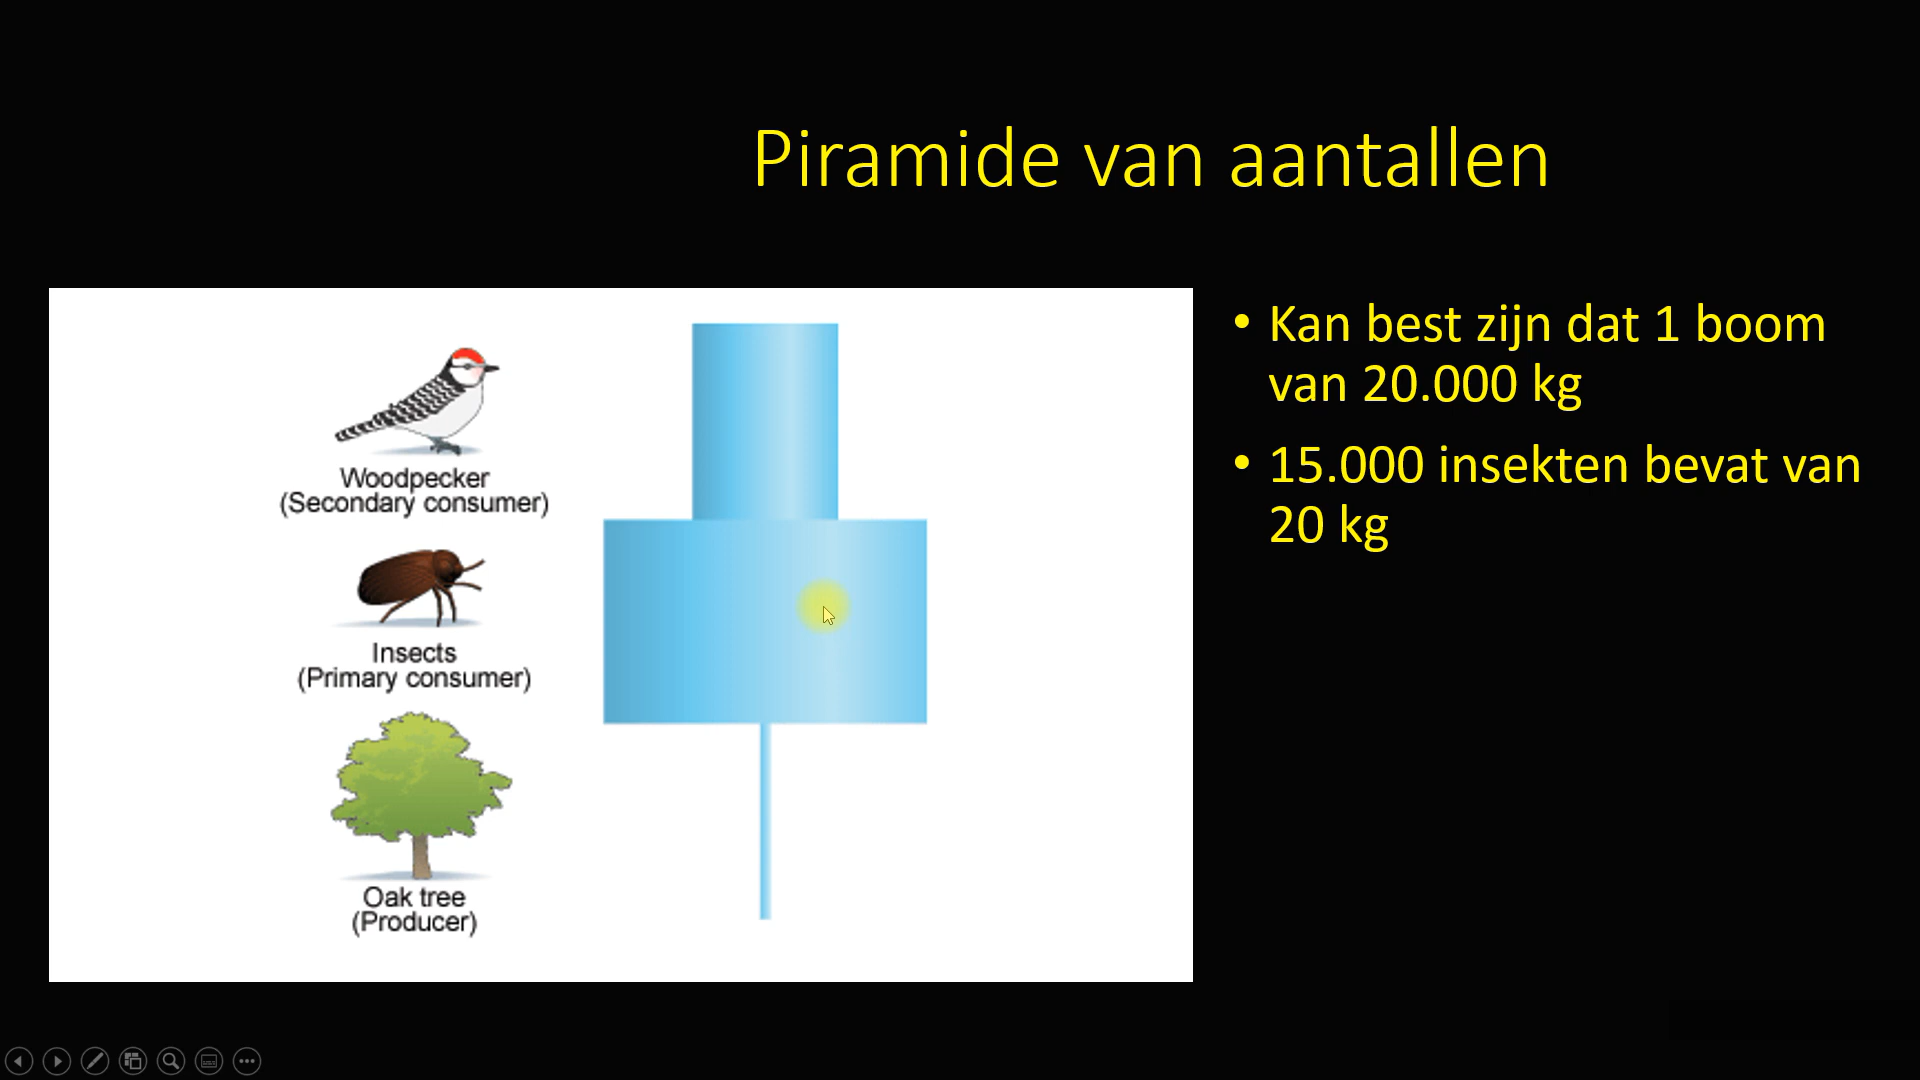 Piramide van aantallen
Woodpecker
(Secondary consumer)
Insects
(Primary consumer)
Oak tree
(Producer)
• Kan best zijn dat 1 boom
van 20.000 kg
• 15.000 insekten bevat van
20 kg